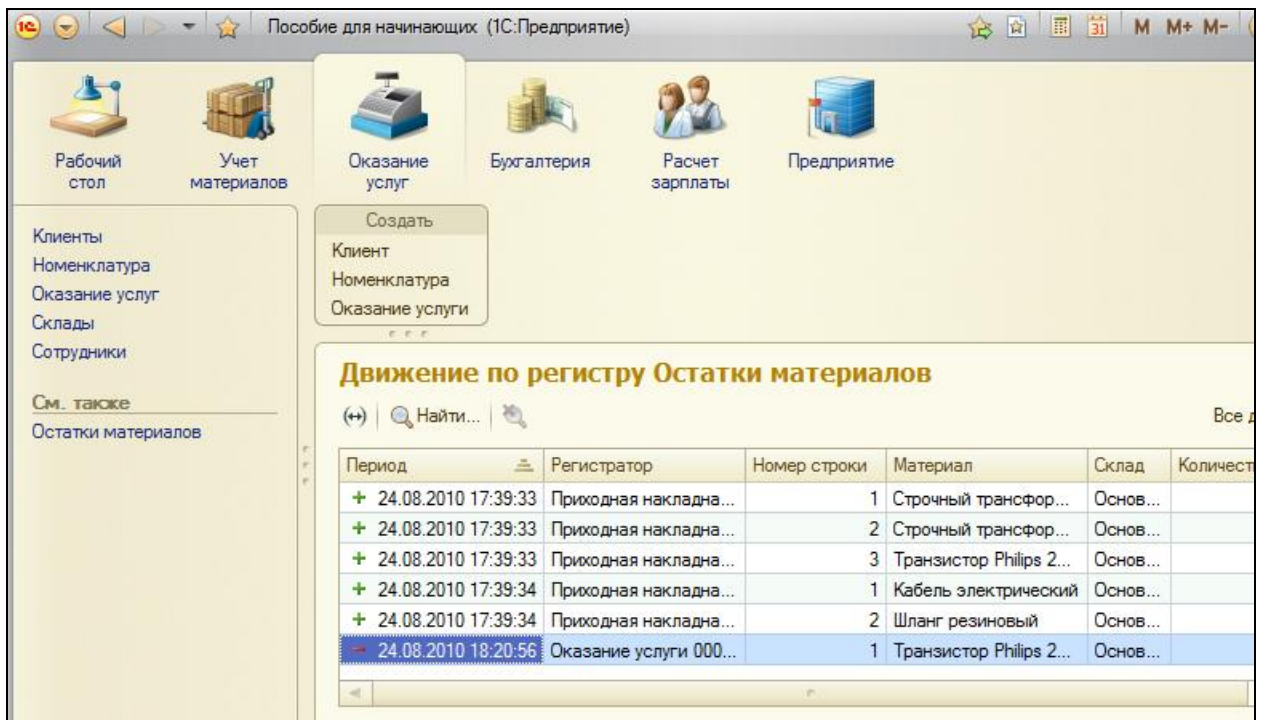 1С Пособие для начинающих (1С:Предприятие) 31 M M+ M-
Рабочий стол
Учет материалов
Оказание услуг
Бухгалтерия
Расчет зарплаты
Предприятие
Клиенты
Номенклатура
Оказание услуг
Склады
Сотрудники
См. также
Остатки материалов
Создать
Клиент
Номенклатура
Оказание услуги
Движение по регистру Остатки материалов
Найти... Все д
Период Регистратор Номер строки Материал Склад Количест
+ 24.08.2010 17:39:33 Приходная накладна... 1 Строчный трансфор... Основ...
+ 24.08.2010 17:39:33 Приходная накладна... 2 Строчный трансфор... Основ...
+ 24.08.2010 17:39:33 Приходная накладна... 3 Транзистор Philips 2... Основ...
+ 24.08.2010 17:39:34 Приходная накладна... 1 Кабель электрический Основ...
+ 24.08.2010 17:39:34 Приходная накладна... 2 Шланг резиновый Основ...
- 24.08.2010 18:20:56 Оказание услуги 000... 1 Транзистор Philips 2... Основ...